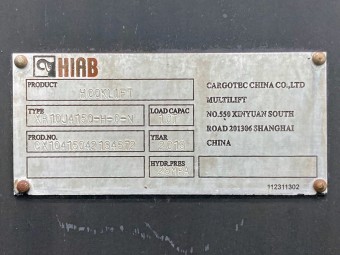 HIAB
PRODUCT
HOOKLIFT
TYPE
LOAD CAPAC
PROD.NO.
YEAR
HYDR.PRES
CARGOTEC CHINA CO.,LTD
MULTILIFT
NO.550 XINYUAN SOUTH
ROAD 201306 SHANGHAI
CHINA
112311302